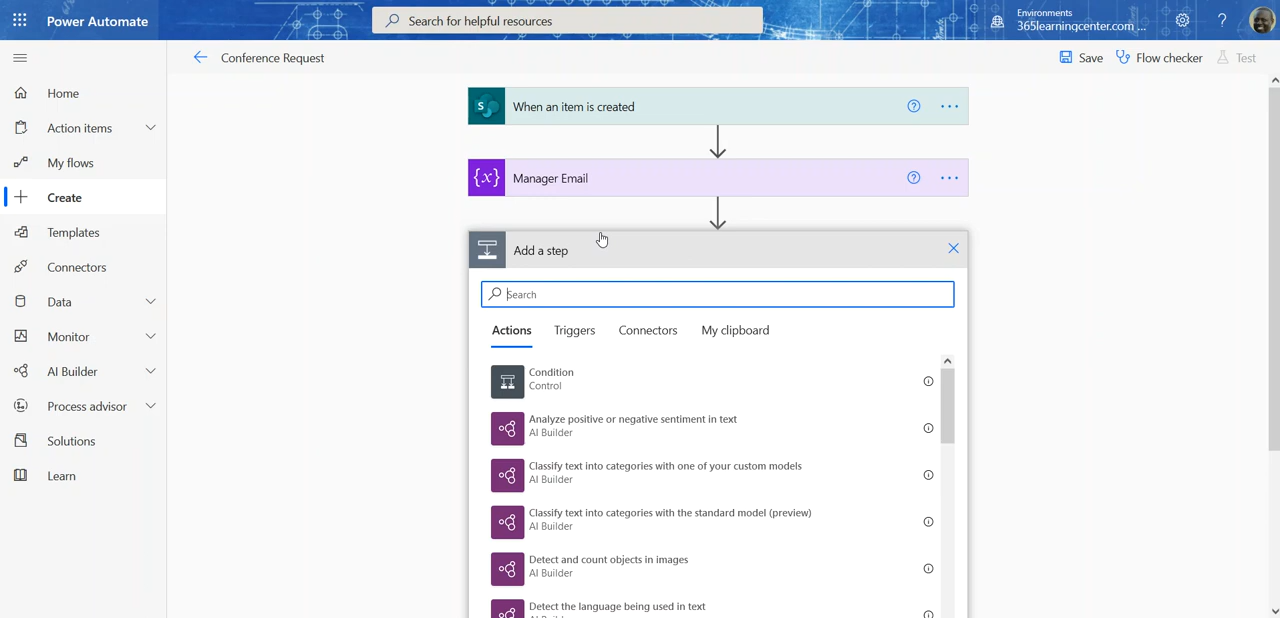 Power Automate
Search for helpful resources
Environments
365learningcenter.com ...
?
Conference Request
Save
Flow checker
Test
Home
Action items
My flows
Create
Templates
Connectors
Data
Monitor
AI Builder
Process advisor
Solutions
Learn
S
When an item is created
?
...
{x}
Manager Email
?
...
Add a step
Search
Actions
Triggers
Connectors
My clipboard
Condition
Control
Analyze positive or negative sentiment in text
AI Builder
Classify text into categories with one of your custom models
AI Builder
Classify text into categories with the standard model (preview)
AI Builder
Detect and count objects in images
AI Builder
Detect the language being used in text
AI Builder